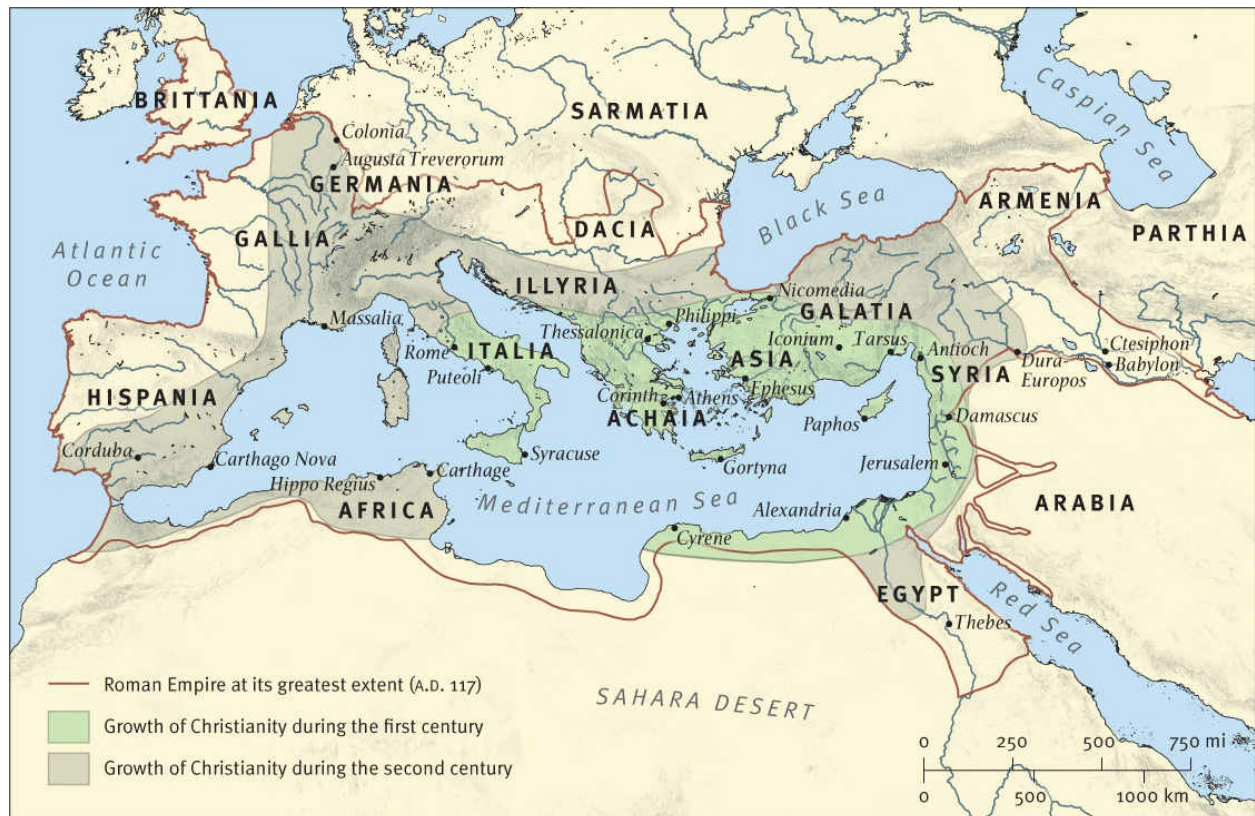 BRITTANIA
SARMATIA
Caspian
Sea
Colonia
Augusta Treverorum
GERMANIA
Atlantic
Ocean
GALLIA
DACIA
Black Sea
ARMENIA
PARTHIA
ILLYRIA
Nicomedia
Massalia
Philippi
GALATIA
Thessalonica
Rome
ITALIA
Iconium
Tarsus
Antioch
Ctesiphon
ASIA
Puteoli
SYRIA
Dura-
Europos
Babylon
HISPANIA
Ephesus
Corinth
Athens
ACHAIA
Paphos
Damascus
Corduba
Carthago Nova
Syracuse
Gortyna
Jerusalem
Hippo Regius
Carthage
Mediterranean Sea
AFRICA
Alexandria
ARABIA
Cyrene
EGYPT
Thebes
Red Sea
Roman Empire at its greatest extent (A.D. 117)
SAHARA DESERT
Growth of Christianity during the first century
Growth of Christianity during the second century
0 250 500 750 mi
0 500 1000 km